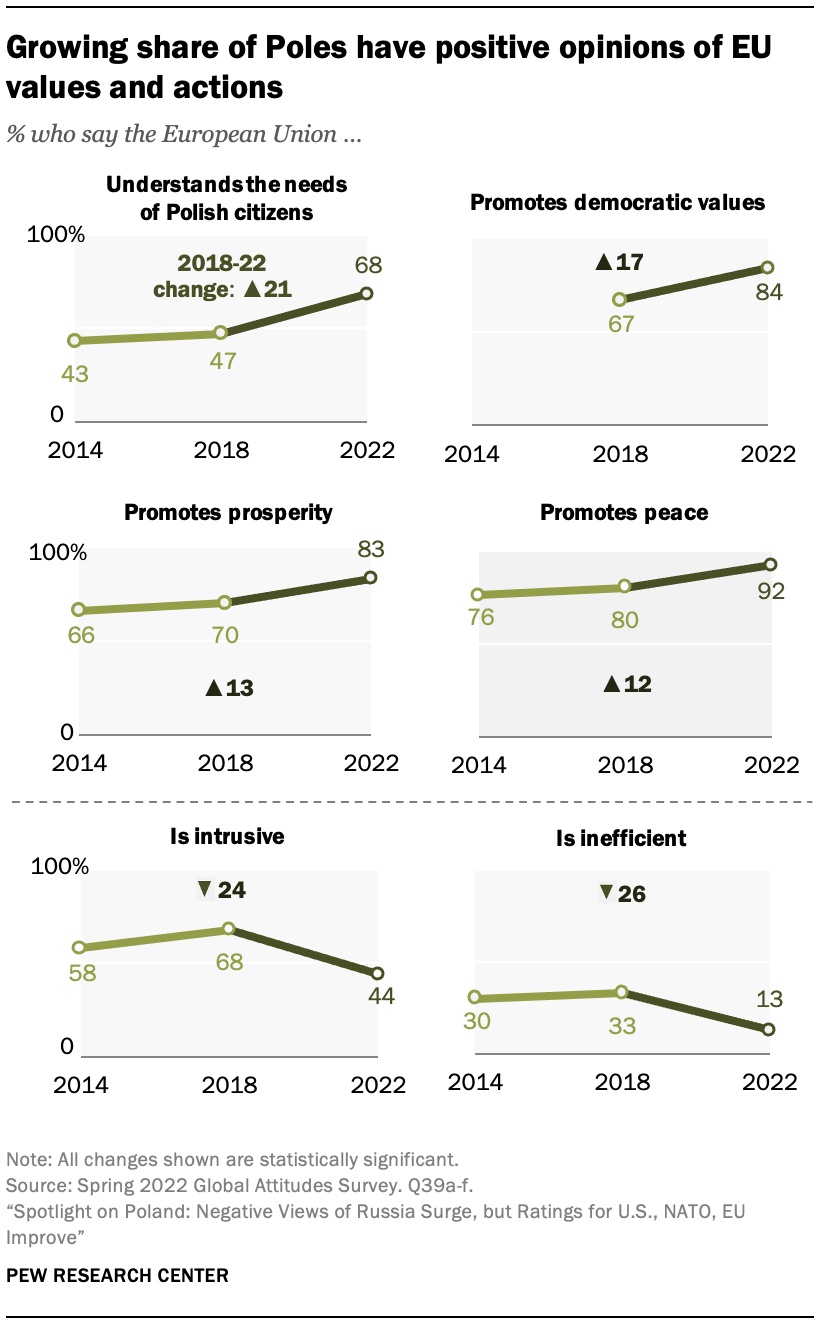 Growing share of Poles have positive opinions of EU
values and actions
% who say the European Union ...
Understands the needs
of Polish citizens
100%
2018-22
change: ▲21
68
43
47
0
2014 2018 2022
Promotes democratic values
▲17
67
84
2014 2018 2022
Promotes prosperity
100%
83
66
70
▲13
0
2014 2018 2022
Promotes peace
76
80
92
▲12
2014 2018 2022
Is intrusive
100%
▼24
58
68
44
0
2014 2018 2022
Is inefficient
▼26
30
33
13
2014 2018 2022
Note: All changes shown are statistically significant.
Source: Spring 2022 Global Attitudes Survey. Q39a-f.
“Spotlight on Poland: Negative Views of Russia Surge, but Ratings for U.S., NATO, EU
Improve”
PEW RESEARCH CENTER